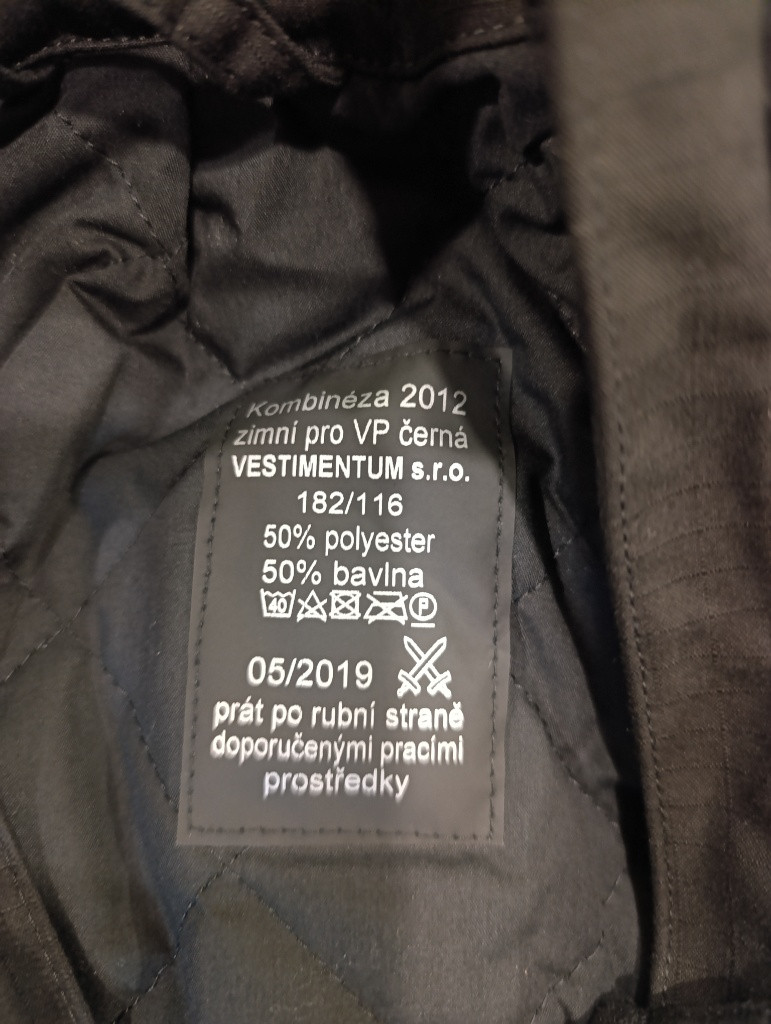 Kombinéza 2012
zimní pro VP černá
VESTIMENTUM s.r.o.
182/116
50% polyester
50% bavlna
40 P
05/2019
prát po rubní straně
doporučenými pracími
prostředky